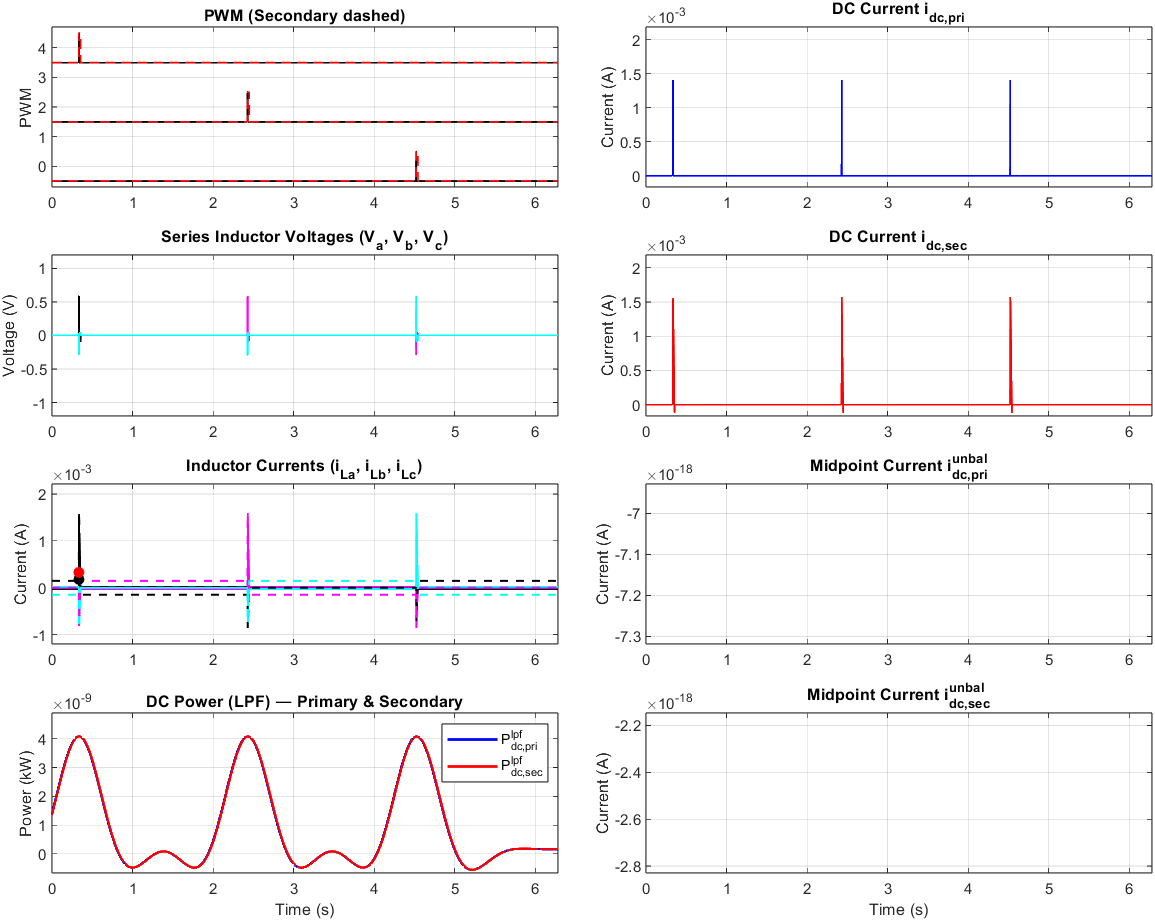 PWM (Secondary dashed)
PWM
4
3
2
1
0
0 1 2 3 4 5 6
DC Current i_dc,pri
×10⁻³
Current (A)
2
1.5
1
0.5
0
0 1 2 3 4 5 6
Series Inductor Voltages (V_a, V_b, V_c)
Voltage (V)
1
0.5
0
-0.5
-1
0 1 2 3 4 5 6
DC Current i_dc,sec
×10⁻³
Current (A)
2
1.5
1
0.5
0
0 1 2 3 4 5 6
Inductor Currents (i_La, i_Lb, i_Lc)
×10⁻³
Current (A)
2
1
0
-1
0 1 2 3 4 5 6
Midpoint Current i_dc,pri^unbal
×10⁻¹⁸
Current (A)
-7
-7.1
-7.2
-7.3
0 1 2 3 4 5 6
DC Power (LPF) — Primary & Secondary
×10⁻⁹
Power (kW)
4
3
2
1
0
P_dc,pri^lpf
P_dc,sec^lpf
0 1 2 3 4 5 6
Time (s)
Midpoint Current i_dc,sec^unbal
×10⁻¹⁸
Current (A)
-2.2
-2.4
-2.6
-2.8
0 1 2 3 4 5 6
Time (s)